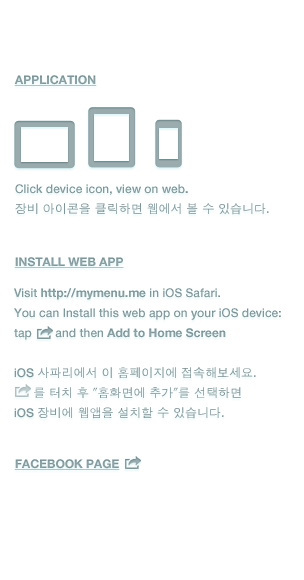 APPLICATION
Click device icon, view on web.
장비 아이콘을 클릭하면 웹에서 볼 수 있습니다.
INSTALL WEB APP
Visit http://mymenu.me in iOS Safari.
You can Install this web app on your iOS device:
tap and then Add to Home Screen
iOS 사파리에서 이 홈페이지에 접속해보세요.
를 터치 후 "홈화면에 추가"를 선택하면
iOS 장비에 웹앱을 설치할 수 있습니다.
FACEBOOK PAGE